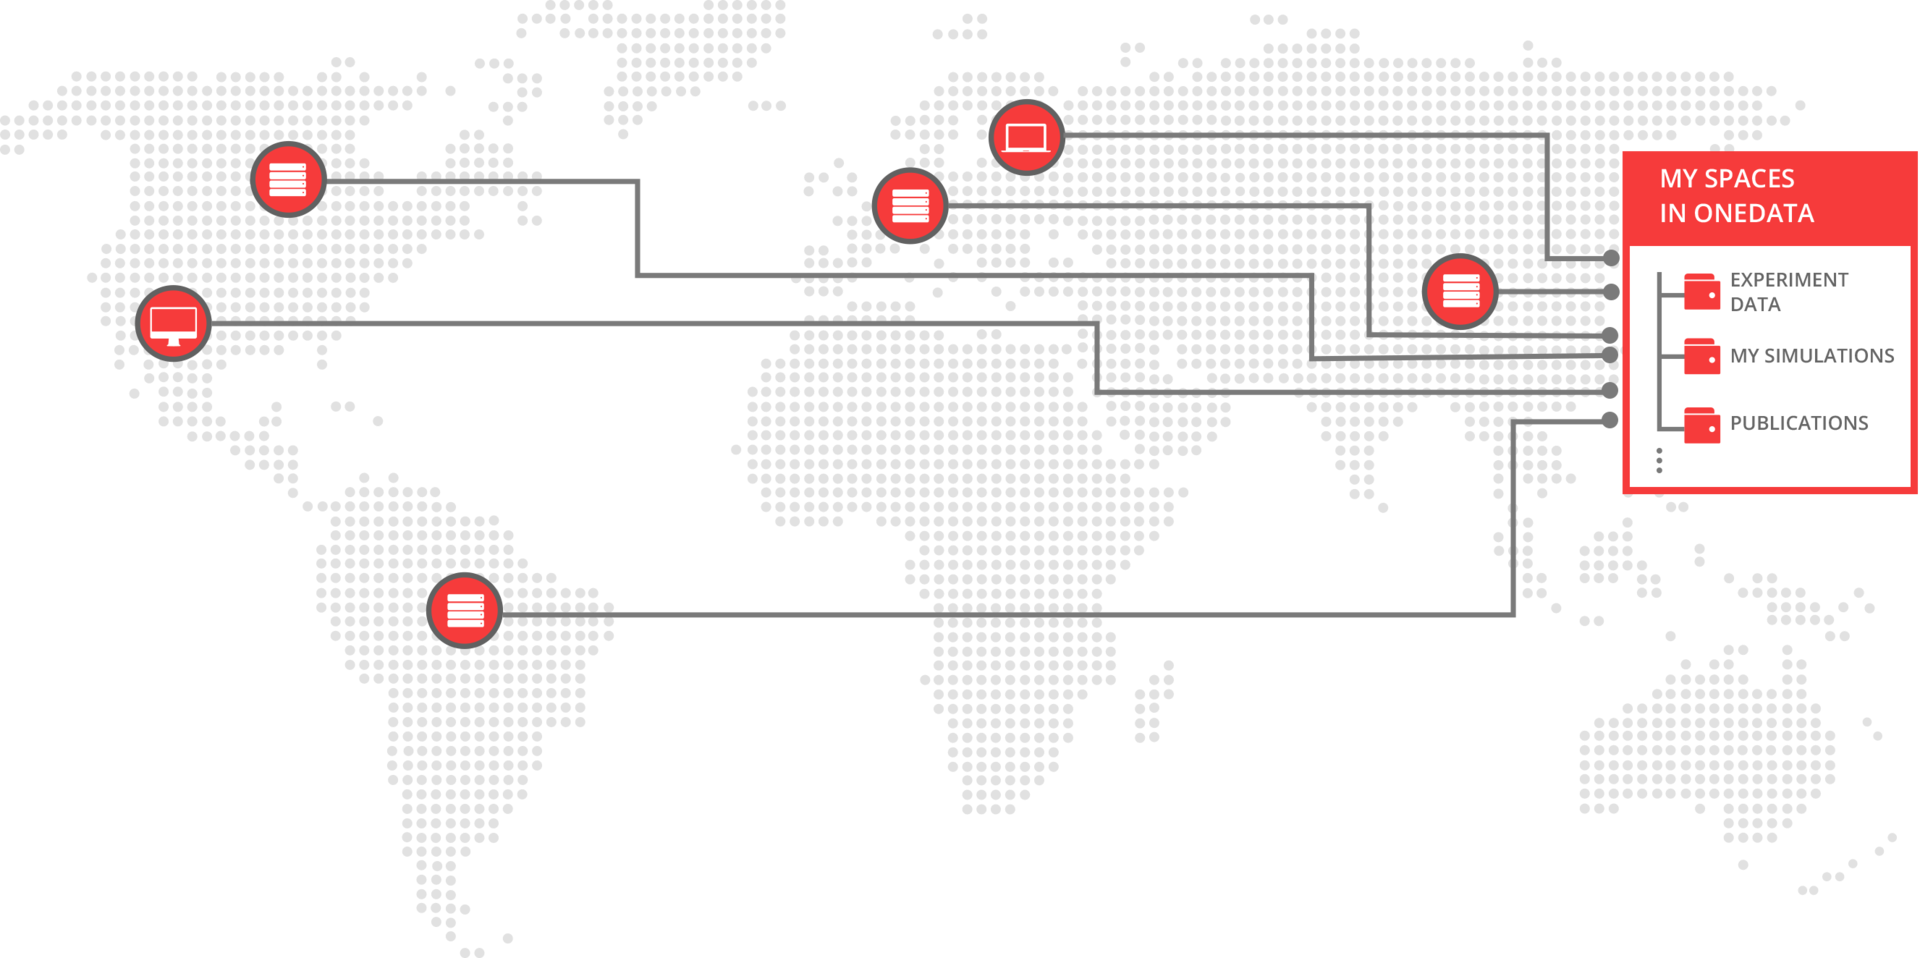 MY SPACES
IN ONEDATA
EXPERIMENT
DATA
MY SIMULATIONS
PUBLICATIONS